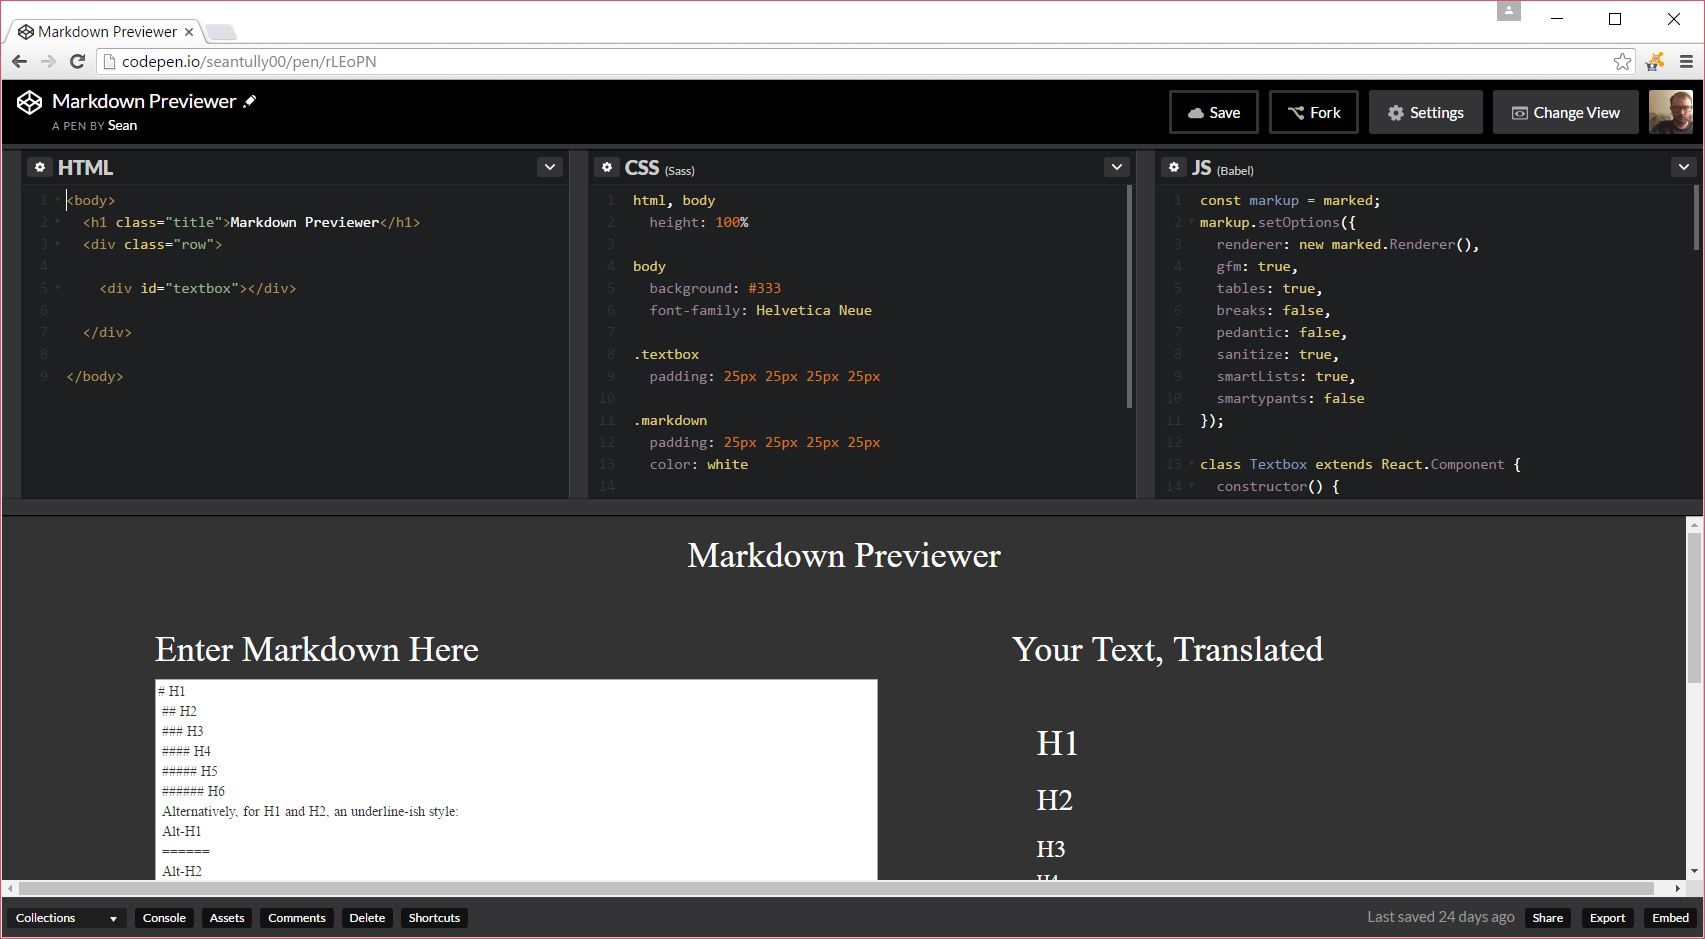 Markdown Previewer
codepen.io/seantully00/pen/rLEoPN
Markdown Previewer
A PEN BY Sean
Save
Fork
Settings
Change View
HTML
1 <body>
2 <h1 class="title">Markdown Previewer</h1>
3 <div class="row">
4
5 <div id="textbox"></div>
6
7 </div>
8
9 </body>
CSS (Sass)
1 html, body
2 height: 100%
3
4 body
5 background: #333
6 font-family: Helvetica Neue
7
8 .textbox
9 padding: 25px 25px 25px 25px
10
11 .markdown
12 padding: 25px 25px 25px 25px
13 color: white
14
JS (Babel)
1 const markup = marked;
2 markup.setOptions({
3 renderer: new marked.Renderer(),
4 gfm: true,
5 tables: true,
6 breaks: false,
7 pedantic: false,
8 sanitize: true,
9 smartLists: true,
10 smartypants: false
11 });
12
13 class Textbox extends React.Component {
14 constructor() {
Markdown Previewer
Enter Markdown Here
# H1
## H2
### H3
#### H4
##### H5
###### H6
Alternatively, for H1 and H2, an underline-ish style:
Alt-H1
======
Alt-H2
Your Text, Translated
H1
H2
H3
H4
Collections
Console
Assets
Comments
Delete
Shortcuts
Last saved 24 days ago
Share
Export
Embed